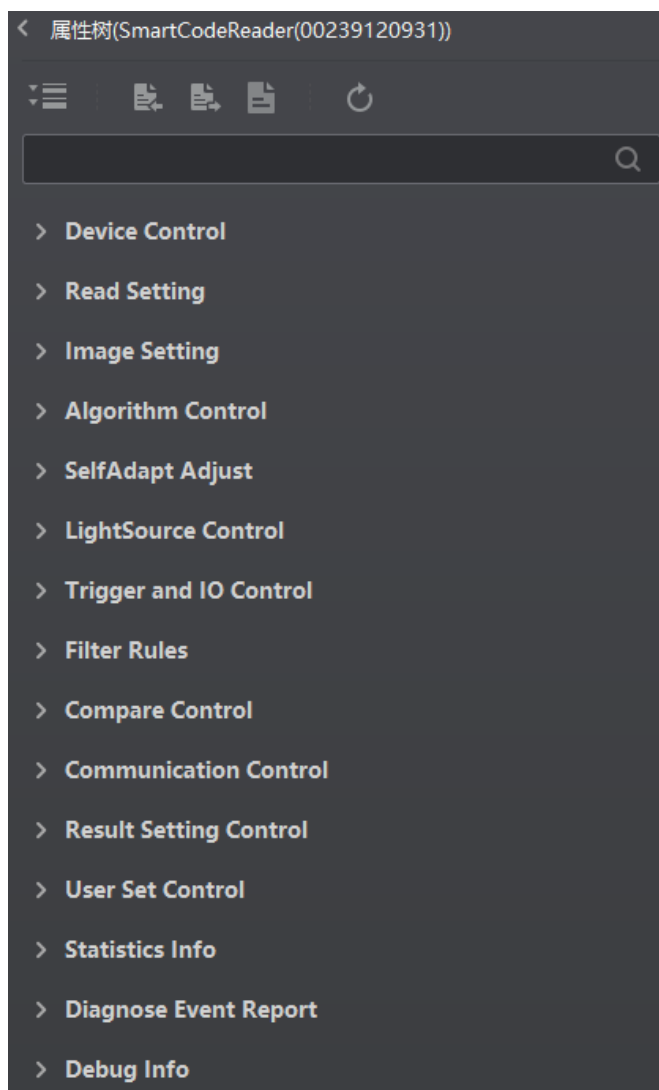 属性树(SmartCodeReader(00239120931))
Device Control
Read Setting
Image Setting
Algorithm Control
SelfAdapt Adjust
LightSource Control
Trigger and IO Control
Filter Rules
Compare Control
Communication Control
Result Setting Control
User Set Control
Statistics Info
Diagnose Event Report
Debug Info